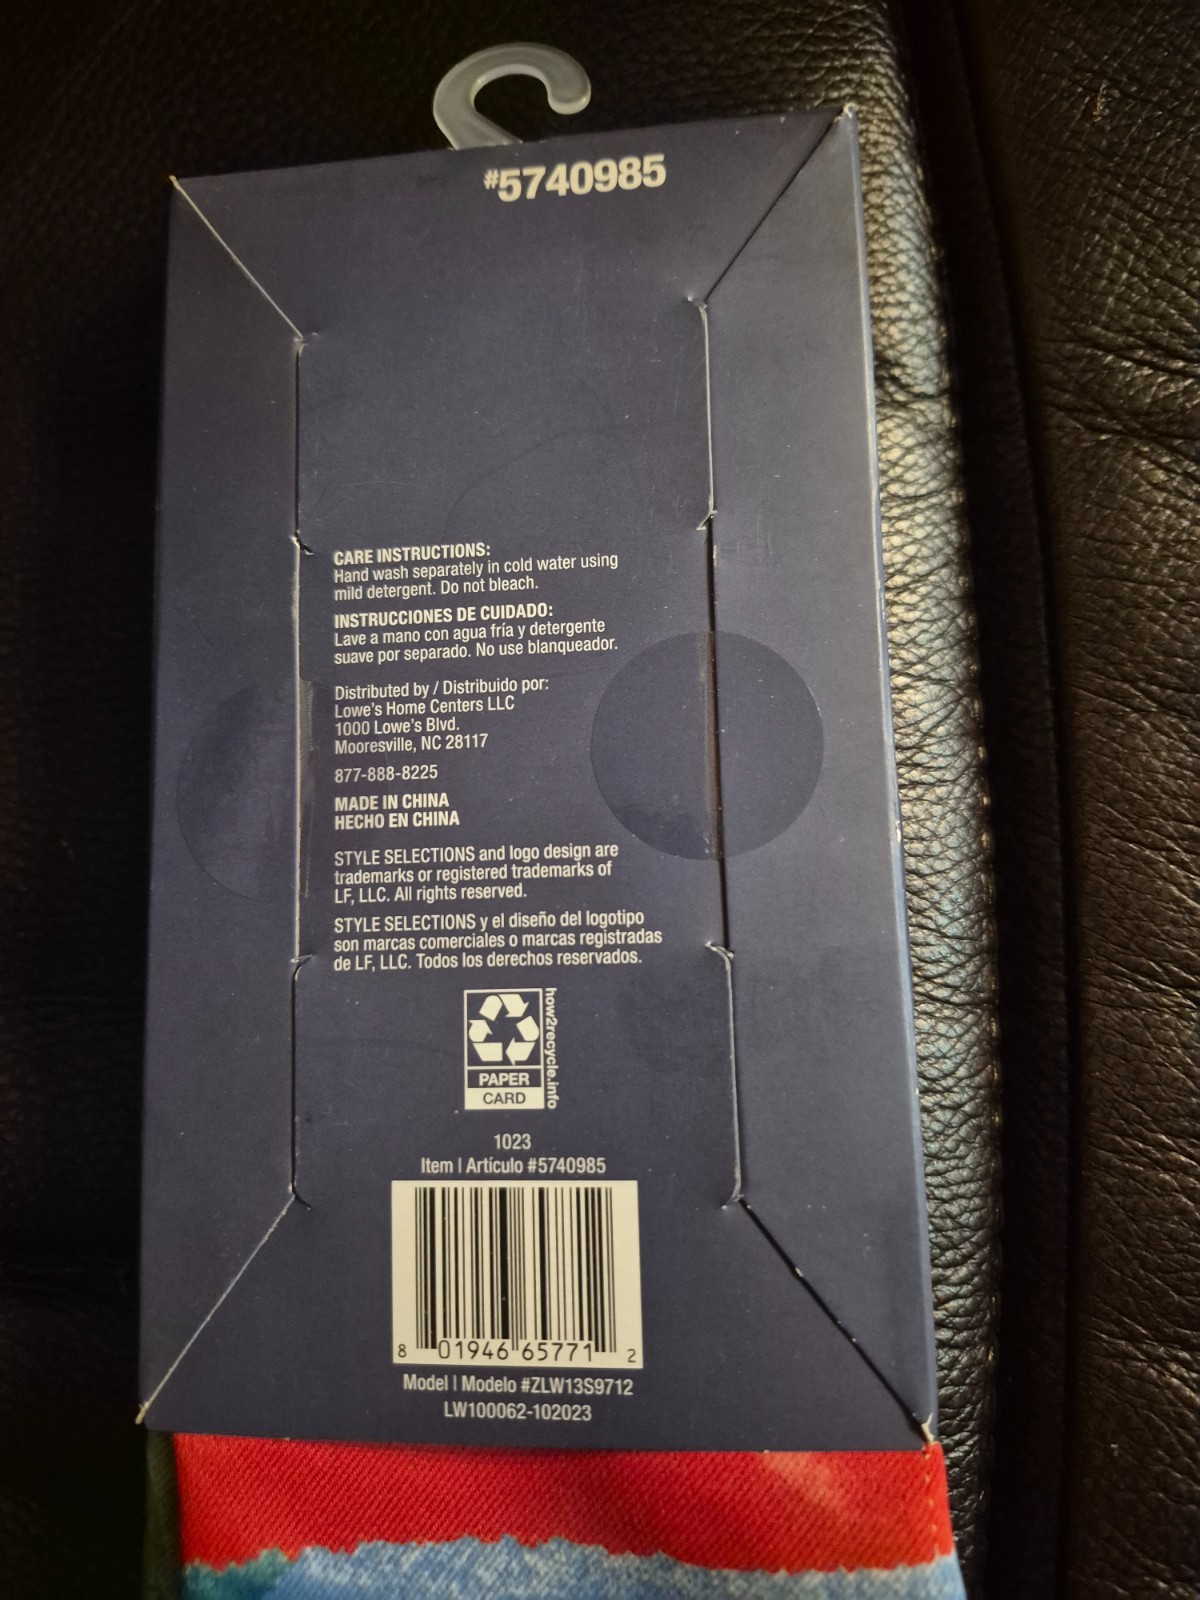 #5740985
CARE INSTRUCTIONS:
Hand wash separately in cold water using
mild detergent. Do not bleach.
INSTRUCCIONES DE CUIDADO:
Lave a mano con agua fría y detergente
suave por separado. No use blanqueador.
Distributed by / Distribuido por:
Lowe's Home Centers LLC
1000 Lowe's Blvd.
Mooresville, NC 28117
877-888-8225
MADE IN CHINA
HECHO EN CHINA
STYLE SELECTIONS and logo design are
trademarks or registered trademarks of
LF, LLC. All rights reserved.
STYLE SELECTIONS y el diseño del logotipo
son marcas comerciales o marcas registradas
de LF, LLC. Todos los derechos reservados.
how2recycle.info
PAPER
CARD
1023
Item | Artículo #5740985
8 01946 65771 2
Model | Modelo #ZLW13S9712
LW100062-102023